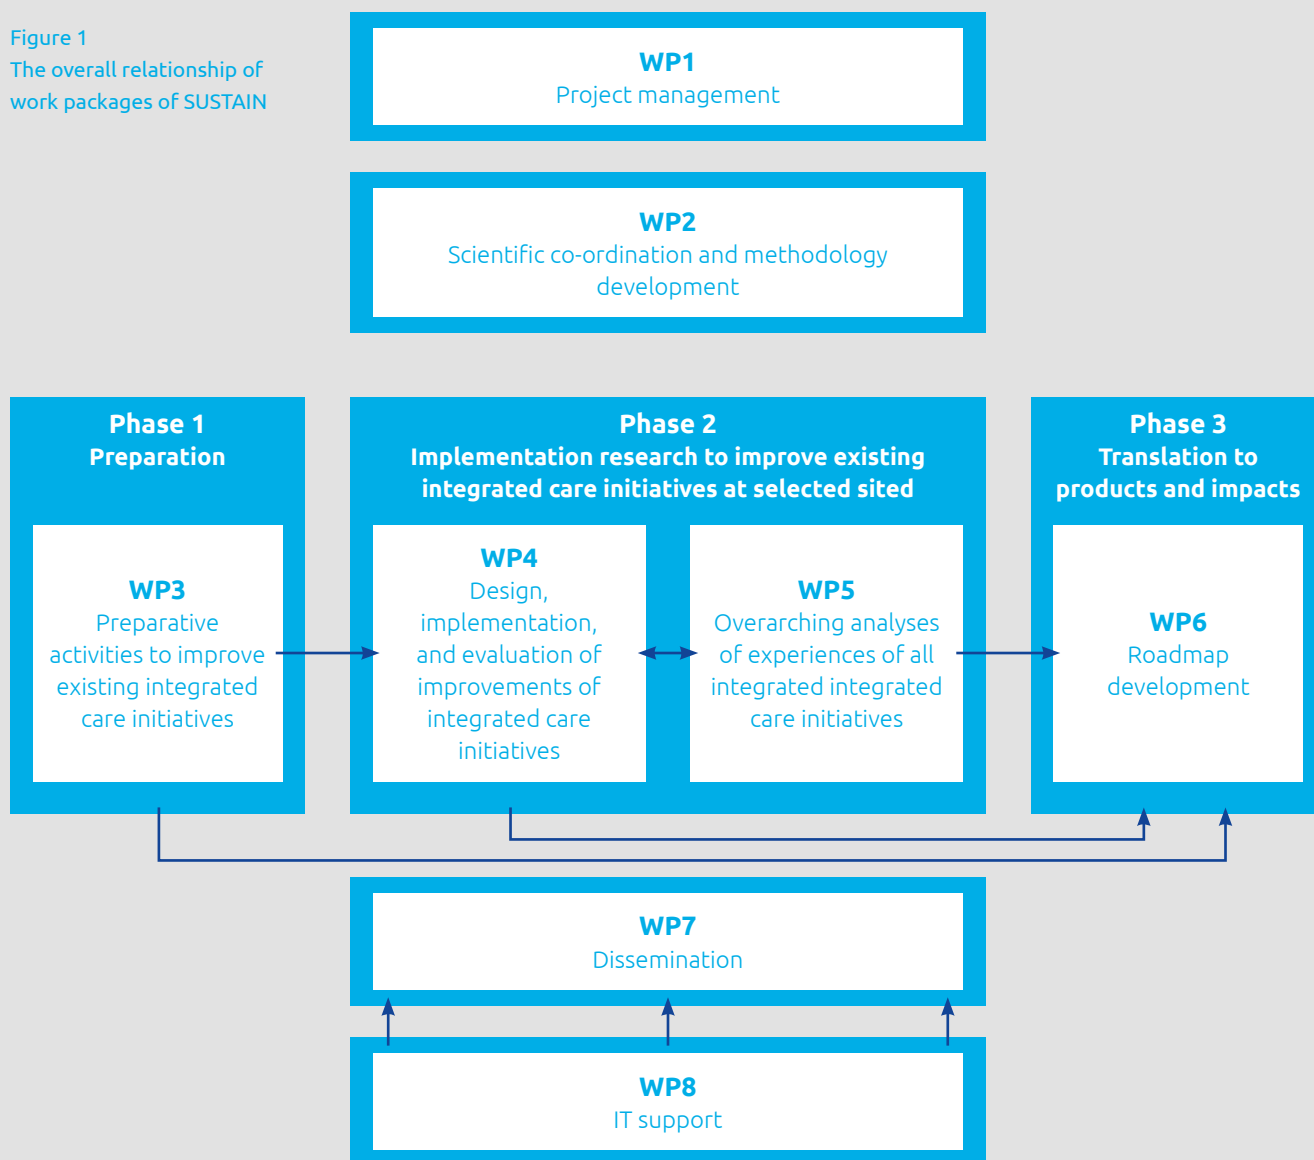 Figure 1
The overall relationship of
work packages of SUSTAIN
WP1
Project management
WP2
Scientific co-ordination and methodology
development
Phase 1
Preparation
WP3
Preparative
activities to improve
existing integrated
care initiatives
Phase 2
Implementation research to improve existing
integrated care initiatives at selected sited
WP4
Design,
implementation,
and evaluation of
improvements of
integrated care
initiatives
WP5
Overarching analyses
of experiences of all
integrated integrated
care initiatives
Phase 3
Translation to
products and impacts
WP6
Roadmap
development
WP7
Dissemination
WP8
IT support